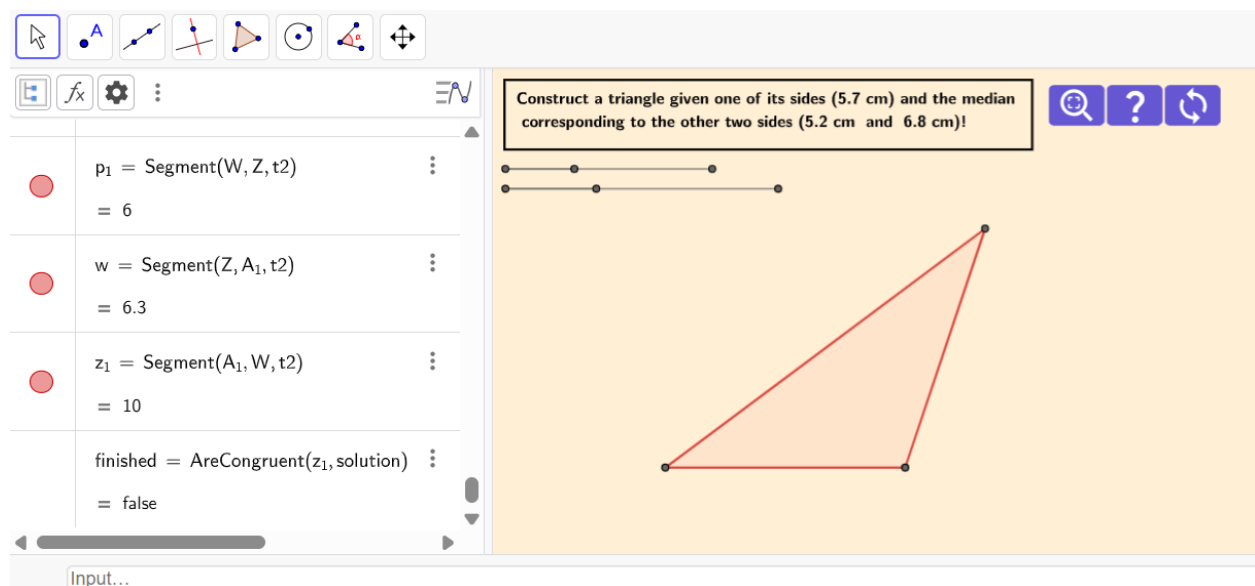 A
α
fx
Construct a triangle given one of its sides (5.7 cm) and the median
corresponding to the other two sides (5.2 cm and 6.8 cm)!
?
p₁ = Segment(W, Z, t2)
= 6
w = Segment(Z, A₁, t2)
= 6.3
z₁ = Segment(A₁, W, t2)
= 10
finished = AreCongruent(z₁, solution)
= false
Input...